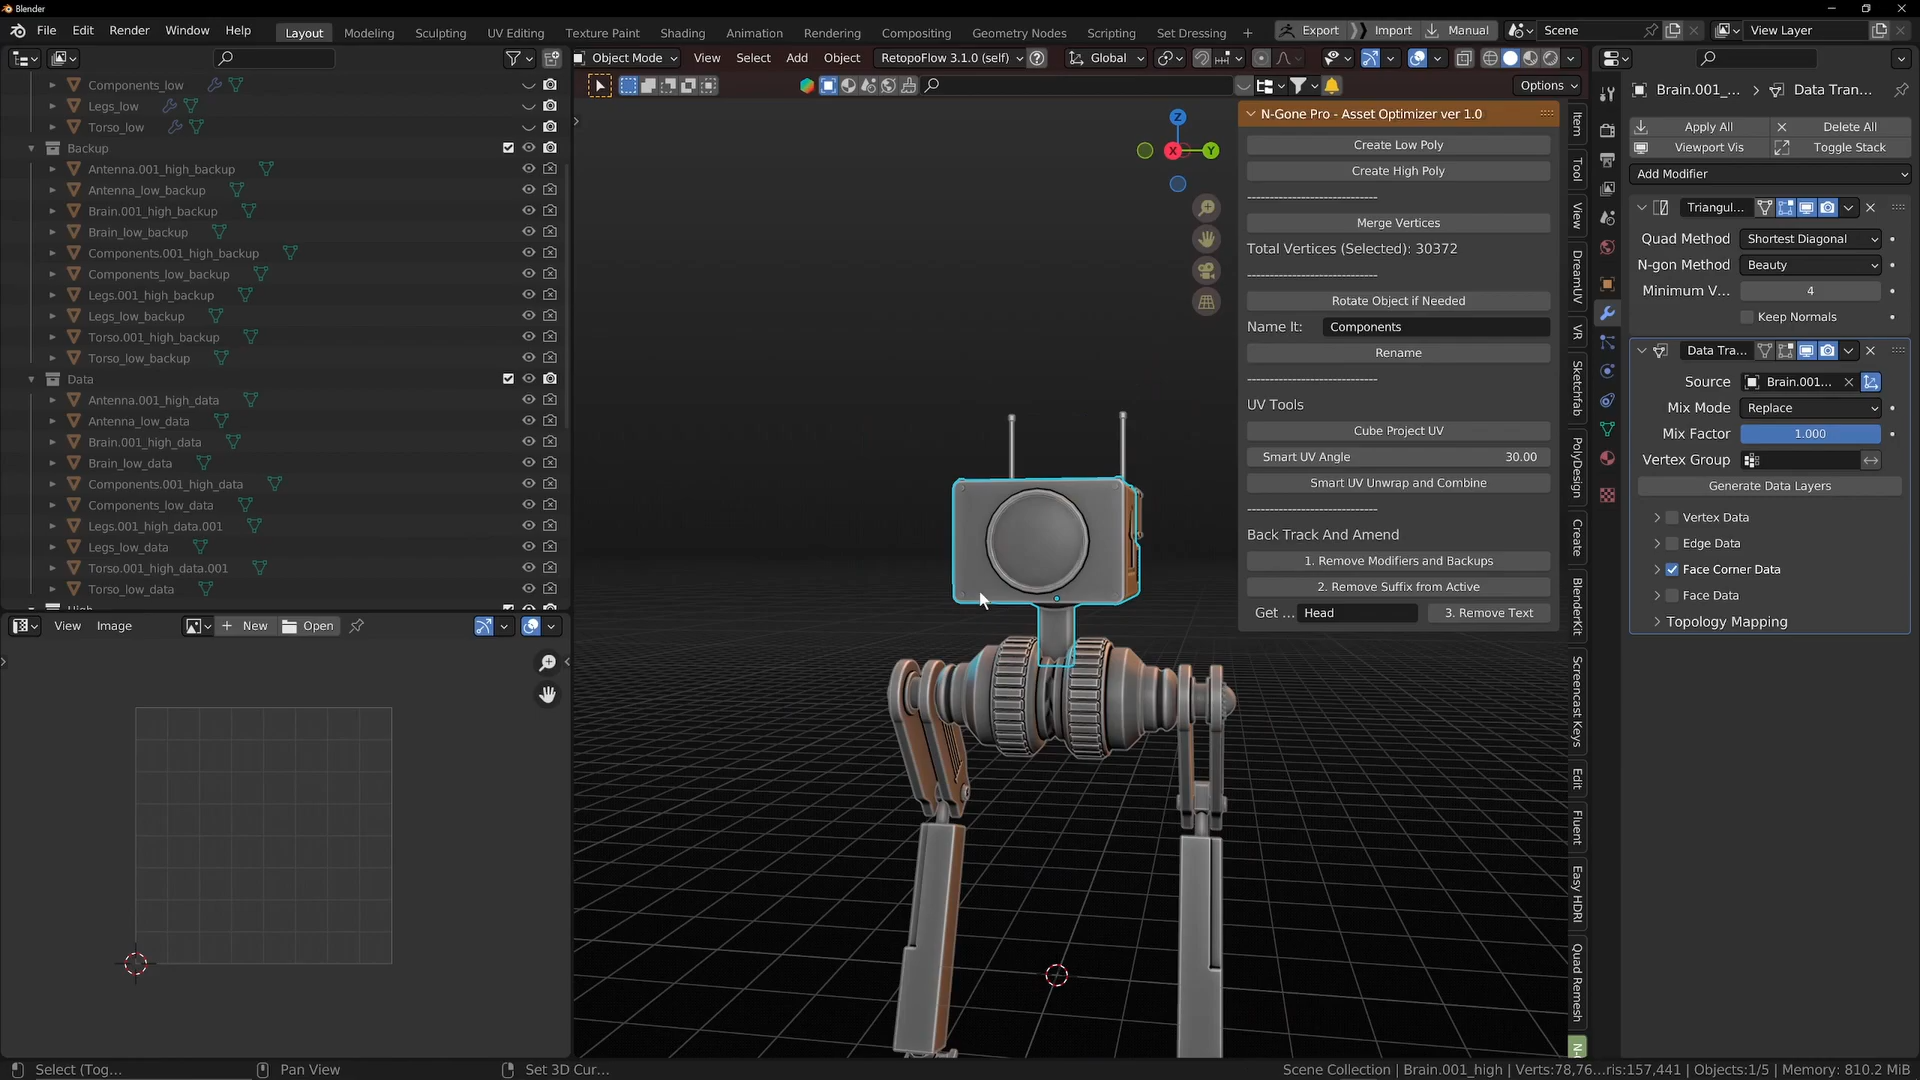 Blender
File Edit Render Window Help Layout Modeling Sculpting UV Editing Texture Paint Shading Animation Rendering Compositing Geometry Nodes Scripting Set Dressing + Export Import Manual Scene View Layer
Object Mode View Select Add Object RetopoFlow 3.1.0 (self) Global
Options
Components_low
Legs_low
Torso_low
Backup
Antenna.001_high_backup
Antenna_low_backup
Brain.001_high_backup
Brain_low_backup
Components.001_high_backup
Components_low_backup
Legs.001_high_backup
Legs_low_backup
Torso.001_high_backup
Torso_low_backup
Data
Antenna.001_high_data
Antenna_low_data
Brain.001_high_data
Brain_low_data
Components.001_high_data
Components_low_data
Legs.001_high_data.001
Legs_low_data
Torso.001_high_data.001
Torso_low_data
High
View Image New Open
Z
X
Y
N-Gone Pro - Asset Optimizer ver 1.0
Create Low Poly
Create High Poly
-----------------------------
Merge Vertices
Total Vertices (Selected): 30372
-----------------------------
Rotate Object if Needed
Name It: Components
Rename
-----------------------------
UV Tools
Cube Project UV
Smart UV Angle 30.00
Smart UV Unwrap and Combine
-----------------------------
Back Track And Amend
1. Remove Modifiers and Backups
2. Remove Suffix from Active
Get ... Head 3. Remove Text
Item
Tool
View
DreamUV
VR
Sketchfab
PolyDesign
Create
BlenderKit
Screencast Keys
Edit
Fluent
Easy HDRI
Quad Remesh
Brain.001_... Data Tran...
Apply All Delete All
Viewport Vis Toggle Stack
Add Modifier
Triangul...
Quad Method Shortest Diagonal
N-gon Method Beauty
Minimum V... 4
Keep Normals
Data Tra...
Source Brain.001...
Mix Mode Replace
Mix Factor 1.000
Vertex Group
Generate Data Layers
Vertex Data
Edge Data
Face Corner Data
Face Data
Topology Mapping
Select (Tog... Pan View Set 3D Cur... Scene Collection | Brain.001_high | Verts:78,76...ris:157,441 | Objects:1/5 | Memory: 810.2 MiB